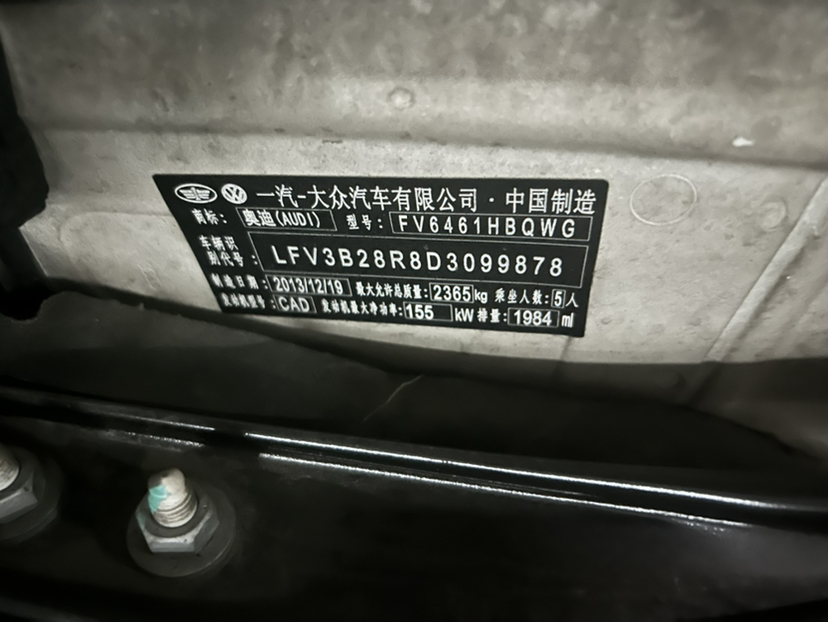 一汽-大众汽车有限公司·中国制造
商标: 奥迪(AUDI) 型号: FV6461HBQWG
车辆识别代号: LFV3B28R8D3099878
制造日期: 2013/12/19 最大允许总质量: 2365kg 乘坐人数: 5人
发动机型号: CAD 发动机最大净功率: 155 kW 排量: 1984 ml